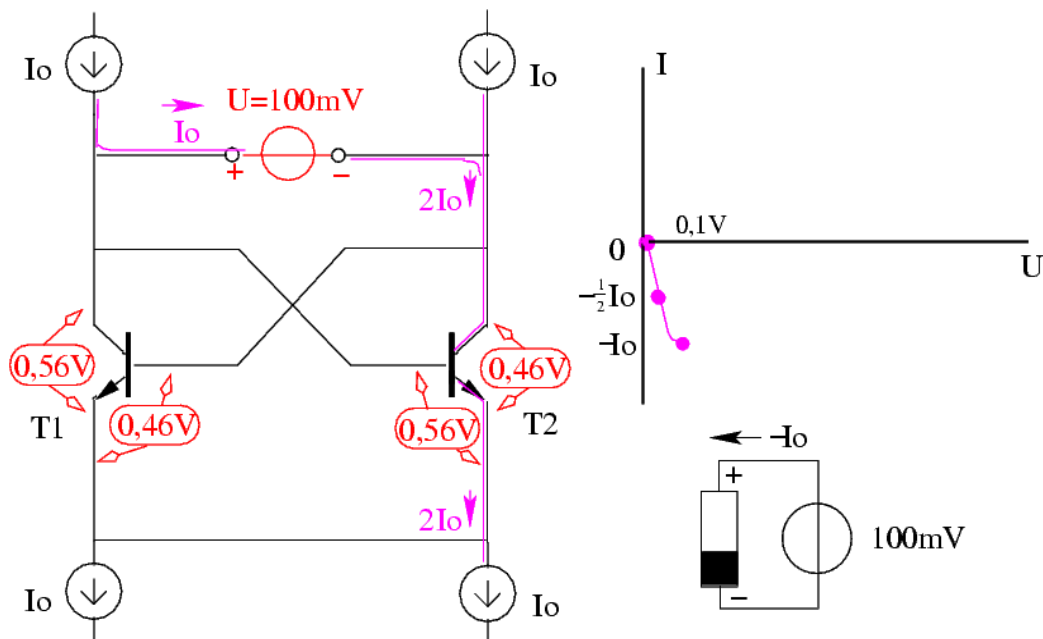 Io
Io
U=100mV
Io
+
−
2Io
0,56V
0,46V
T1
0,46V
0,56V
T2
2Io
Io
Io
I
0
0,1V
U
−½Io
−Io
−Io
+
−
100mV